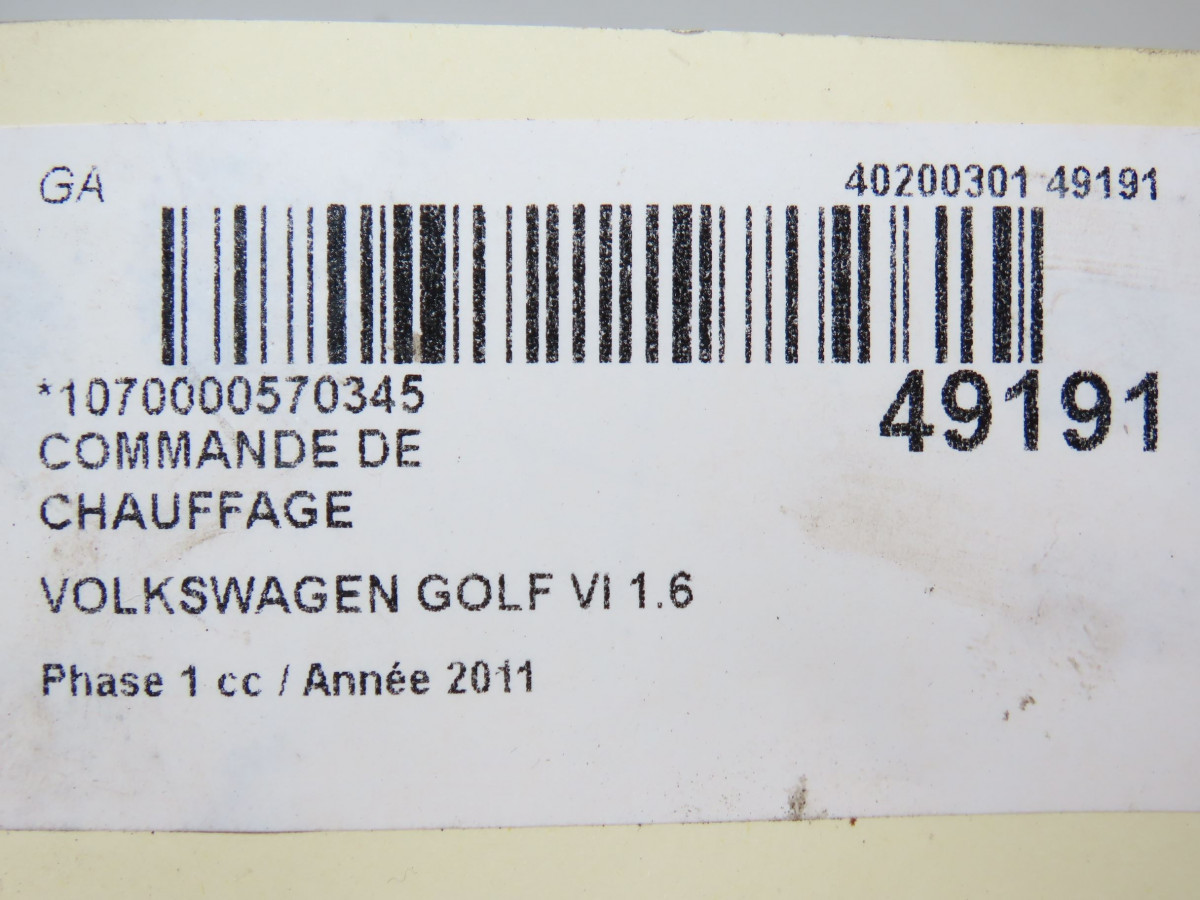 GA
40200301 49191
*1070000570345
49191
COMMANDE DE
CHAUFFAGE
VOLKSWAGEN GOLF VI 1.6
Phase 1 cc / Année 2011